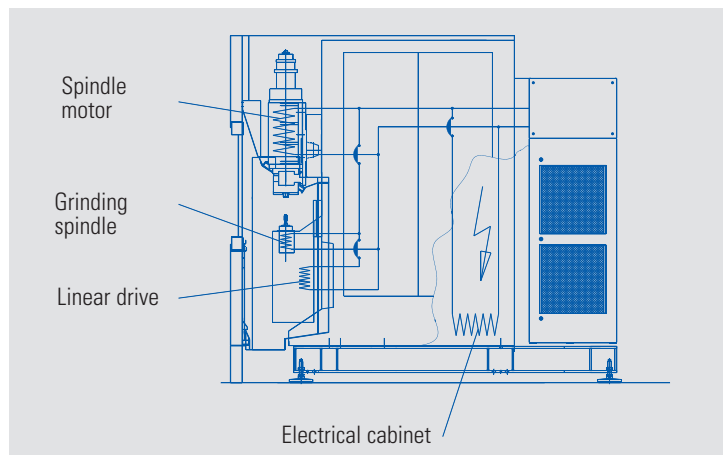 Spindle
motor
Grinding
spindle
Linear drive
Electrical cabinet